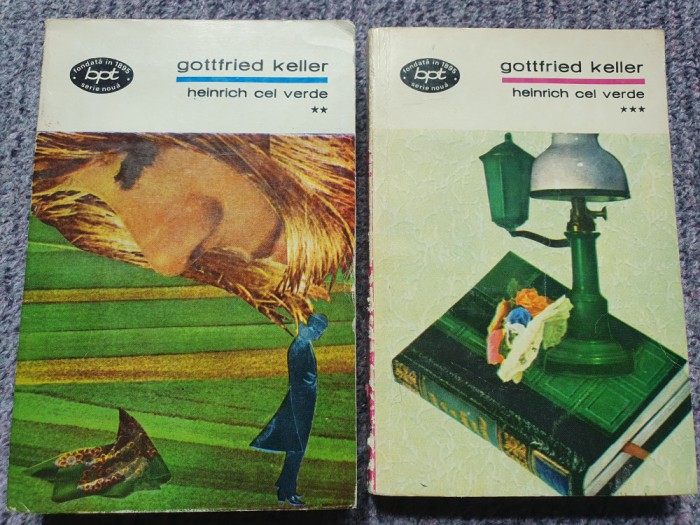 fondată în 1895
bpt
serie nouă
gottfried keller
heinrich cel verde
**
fondată în 1895
bpt
serie nouă
gottfried keller
heinrich cel verde
***